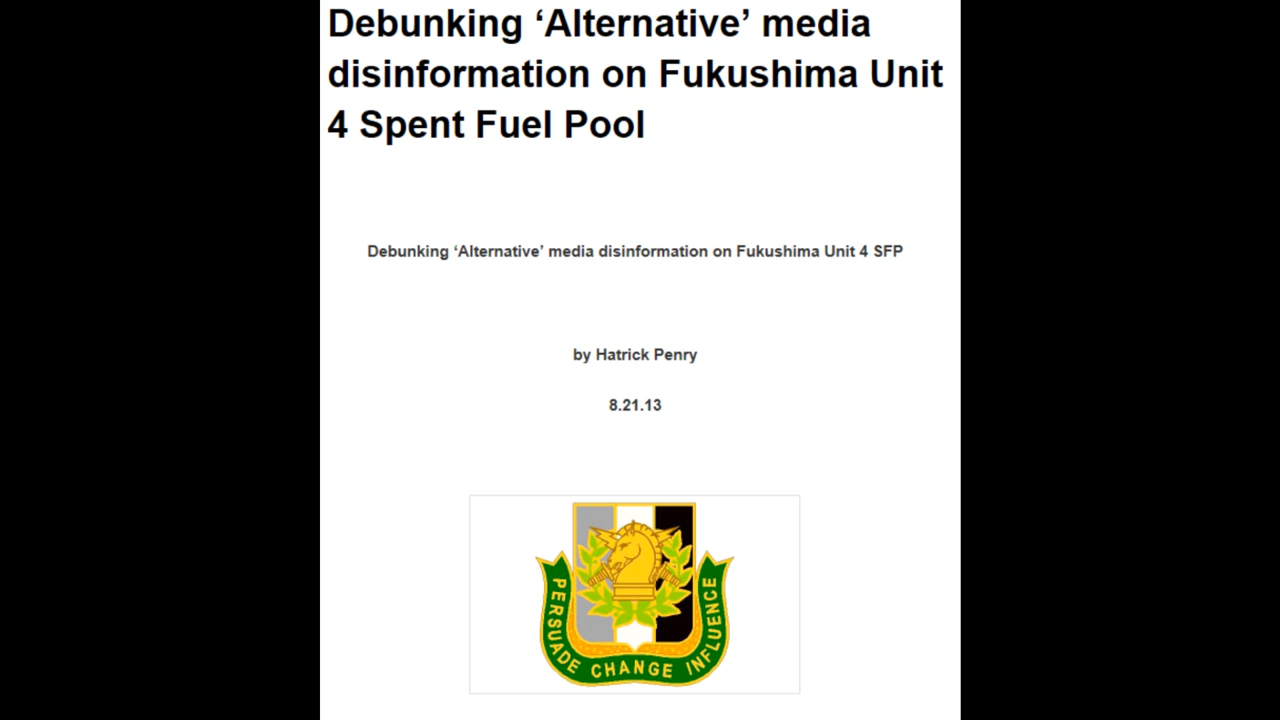 Debunking ‘Alternative’ media
disinformation on Fukushima Unit
4 Spent Fuel Pool
Debunking ‘Alternative’ media disinformation on Fukushima Unit 4 SFP
by Hatrick Penry
8.21.13
PERSUADE CHANGE INFLUENCE